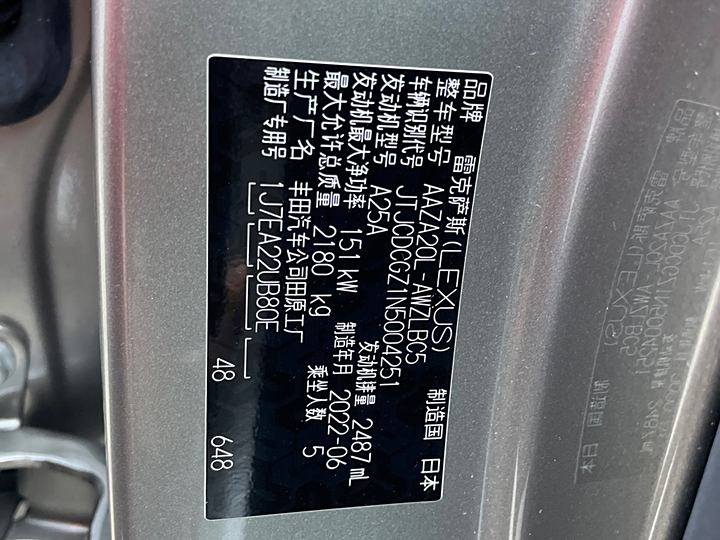 品牌 雷克萨斯(LEXUS) 制造国 日本
整车型号 AAZA20L-AWZLBC5
车辆识别代号 JTJCDCGZ1N5004251
发动机型号 A25A 发动机排量 2487 mL
发动机最大净功率 151 kW 制造年月 2022-06
最大允许总质量 2180 kg 乘坐人数 5
生产厂名 丰田汽车公司田原工厂
制造厂专用号 1J7EA22UB80E 48 648